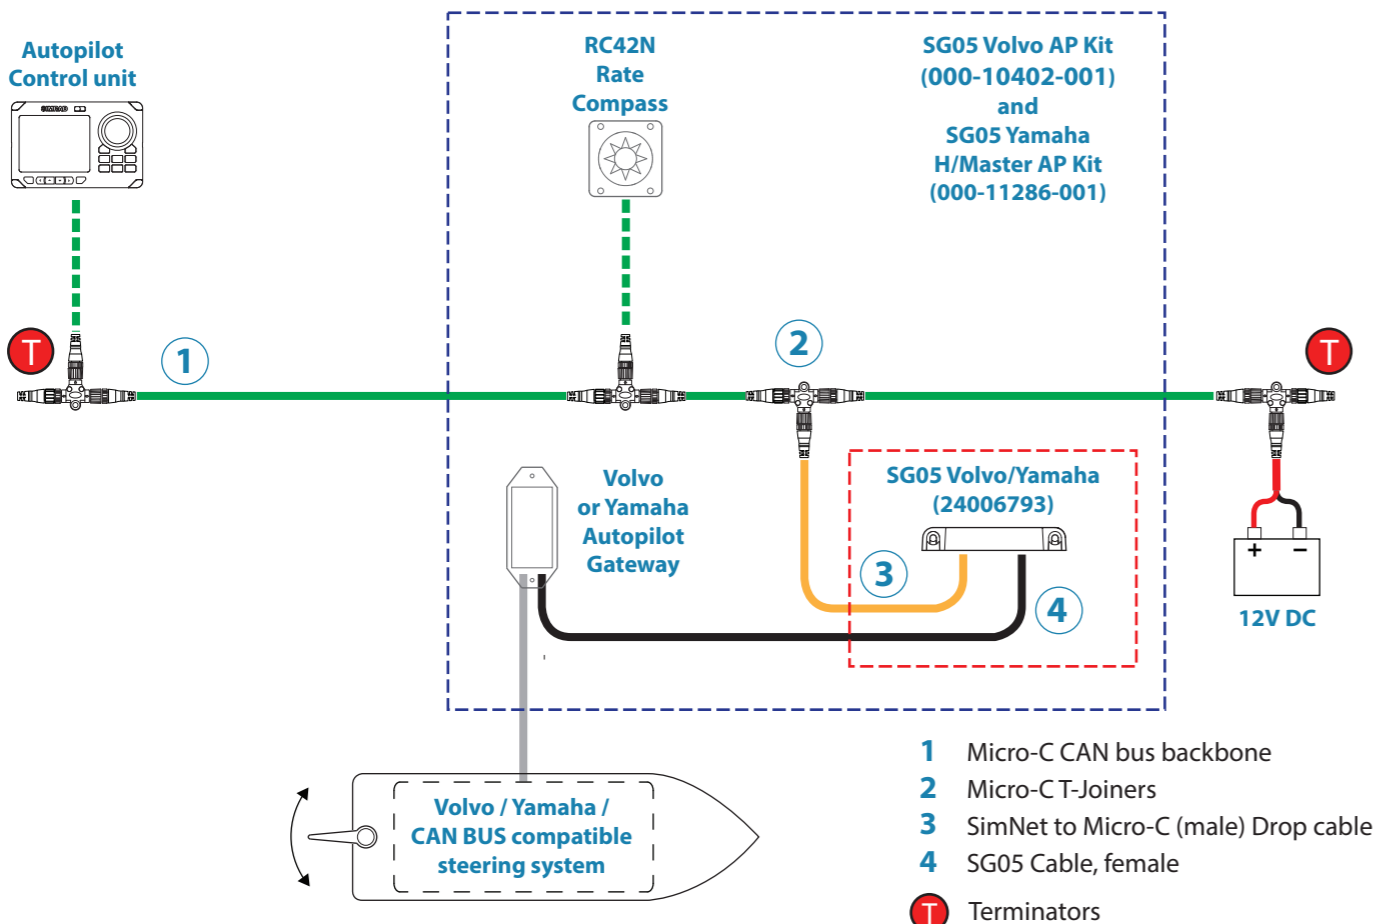 Autopilot
Control unit
SIMRAD
RC42N
Rate
Compass
SG05 Volvo AP Kit
(000-10402-001)
and
SG05 Yamaha
H/Master AP Kit
(000-11286-001)
T
1
2
T
Volvo
or Yamaha
Autopilot
Gateway
SG05 Volvo/Yamaha
(24006793)
3
4
+ −
12V DC
Volvo / Yamaha /
CAN BUS compatible
steering system
1 Micro-C CAN bus backbone
2 Micro-C T-Joiners
3 SimNet to Micro-C (male) Drop cable
4 SG05 Cable, female
T Terminators